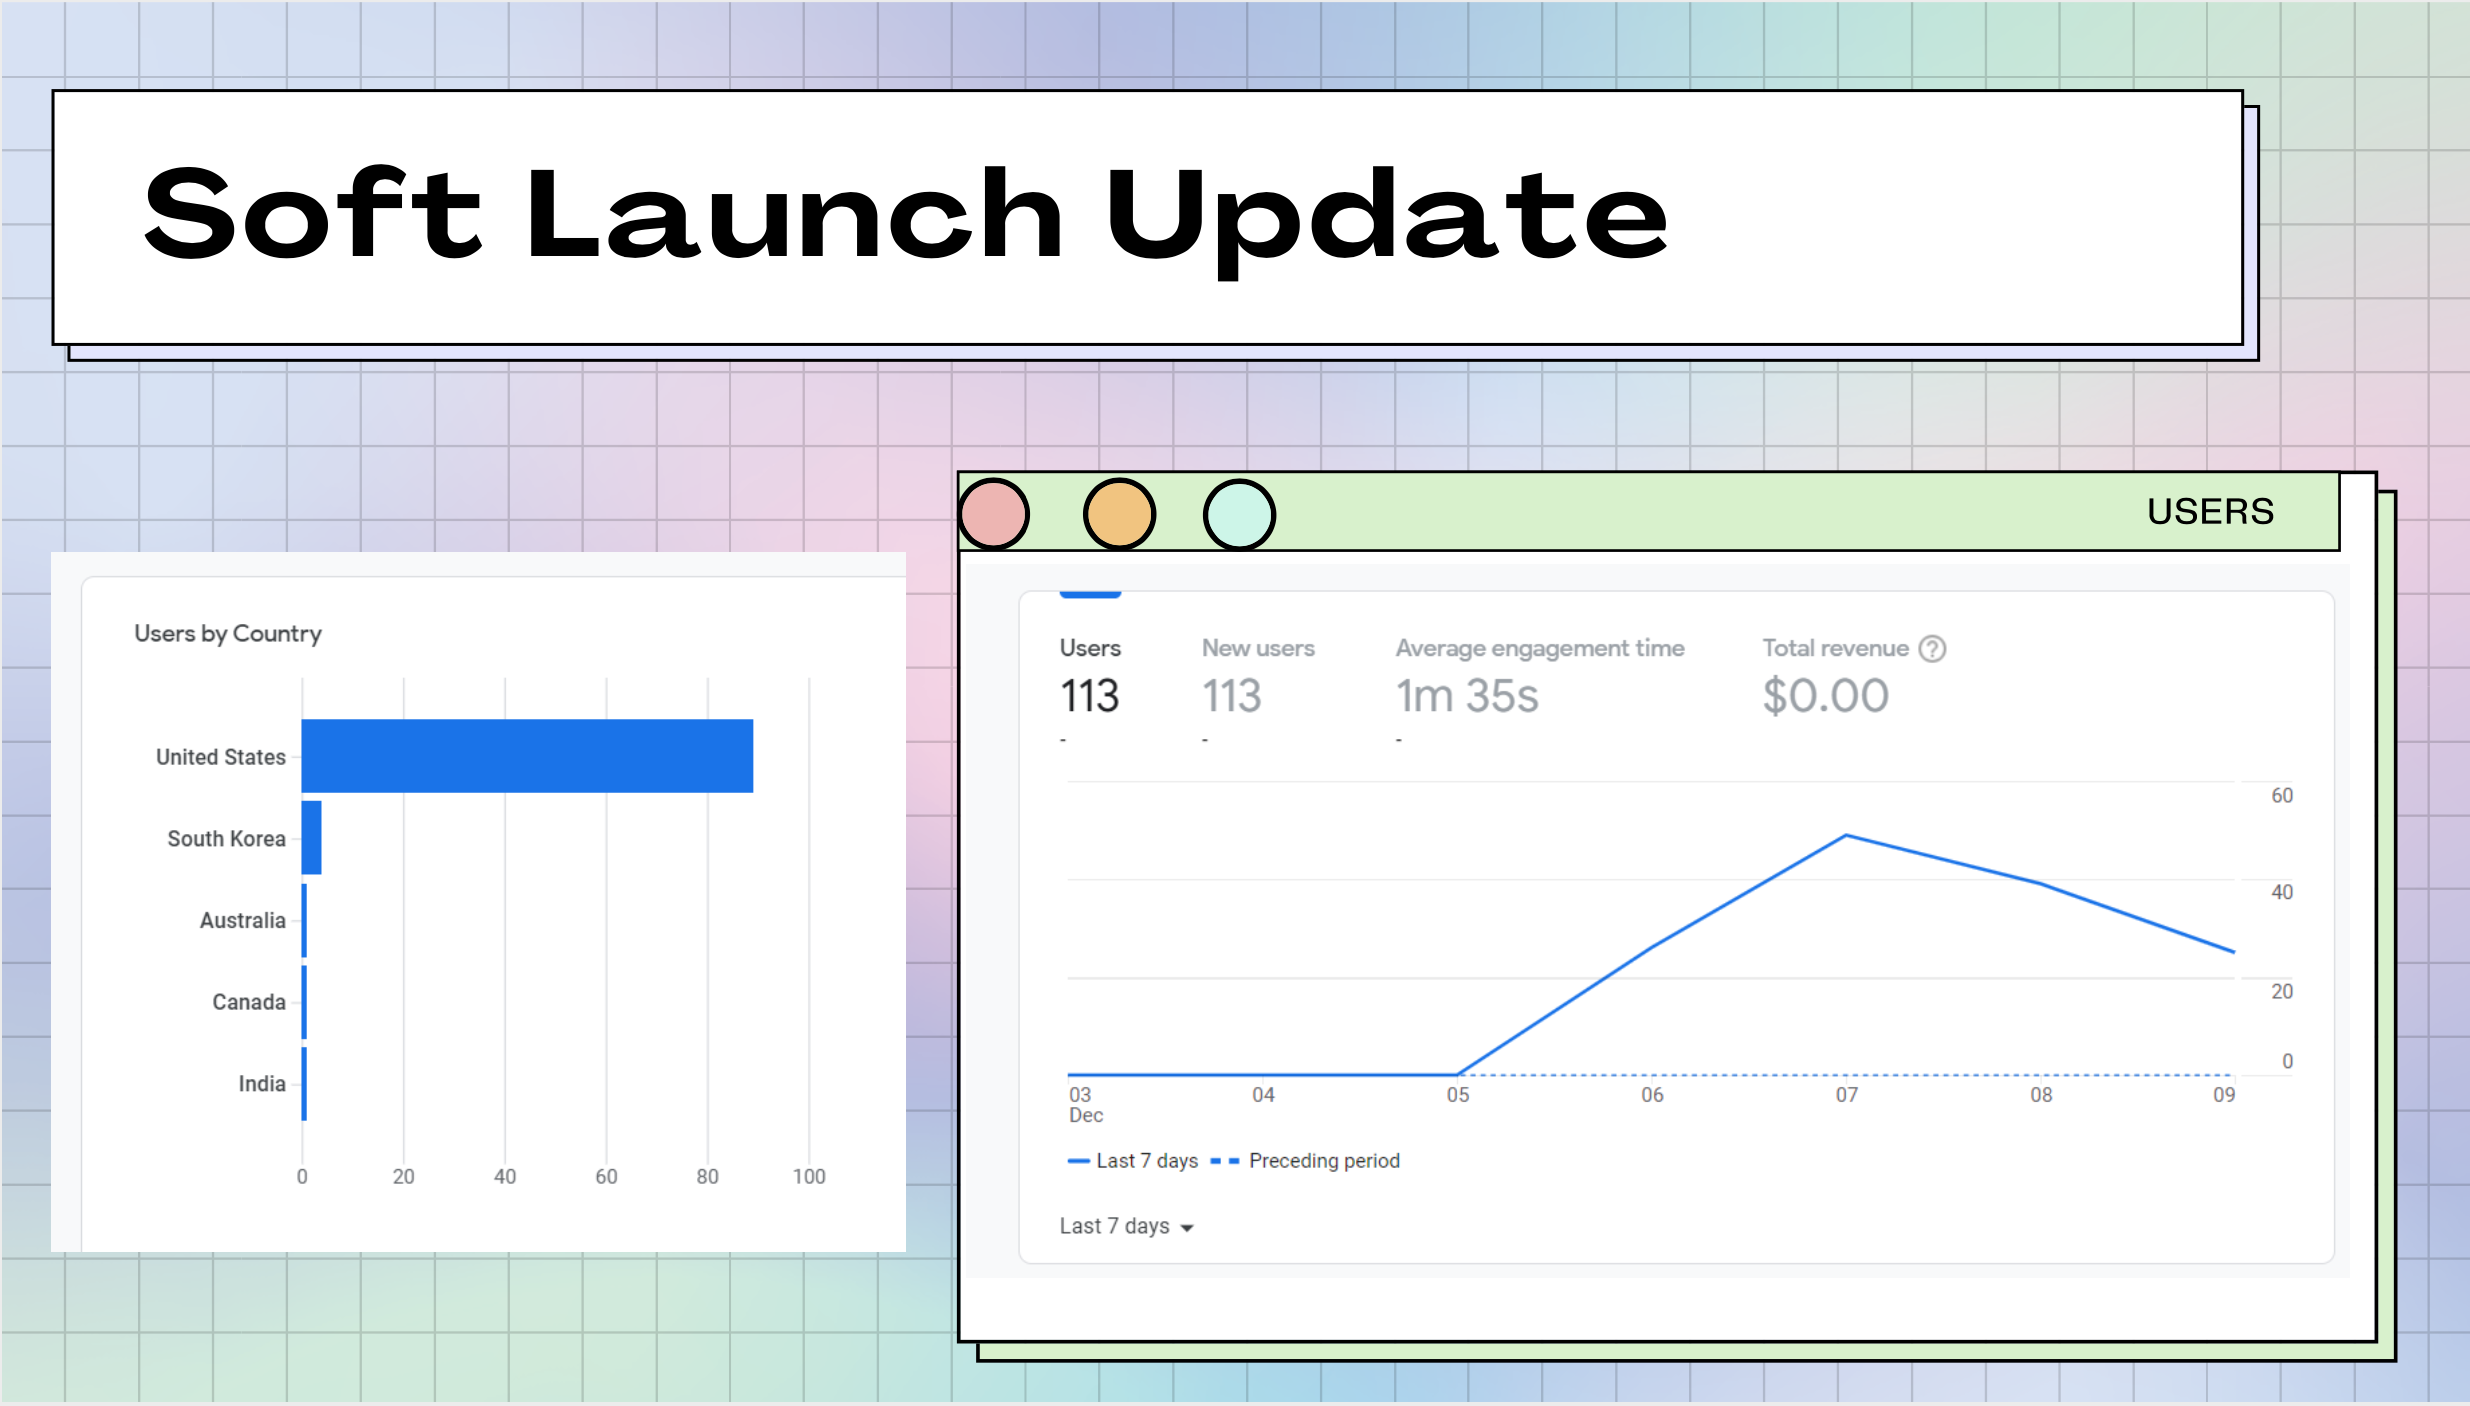 Soft Launch Update
Users by Country
United States
South Korea
Australia
Canada
India
0 20 40 60 80 100
USERS
Users New users Average engagement time Total revenue ?
113 113 1m 35s $0.00
- - -
60
40
20
0
03 04 05 06 07 08 09
Dec
Last 7 days Preceding period
Last 7 days